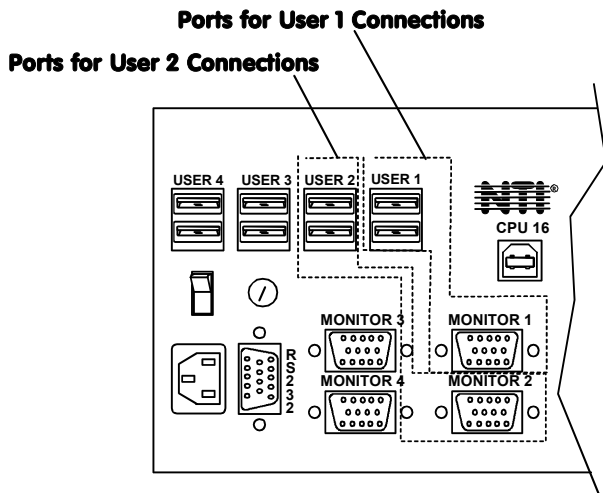 Ports for User 1 Connections
Ports for User 2 Connections
USER 4 USER 3 USER 2 USER 1
NTI®
CPU 16
MONITOR 3 MONITOR 1
RS232
MONITOR 4 MONITOR 2